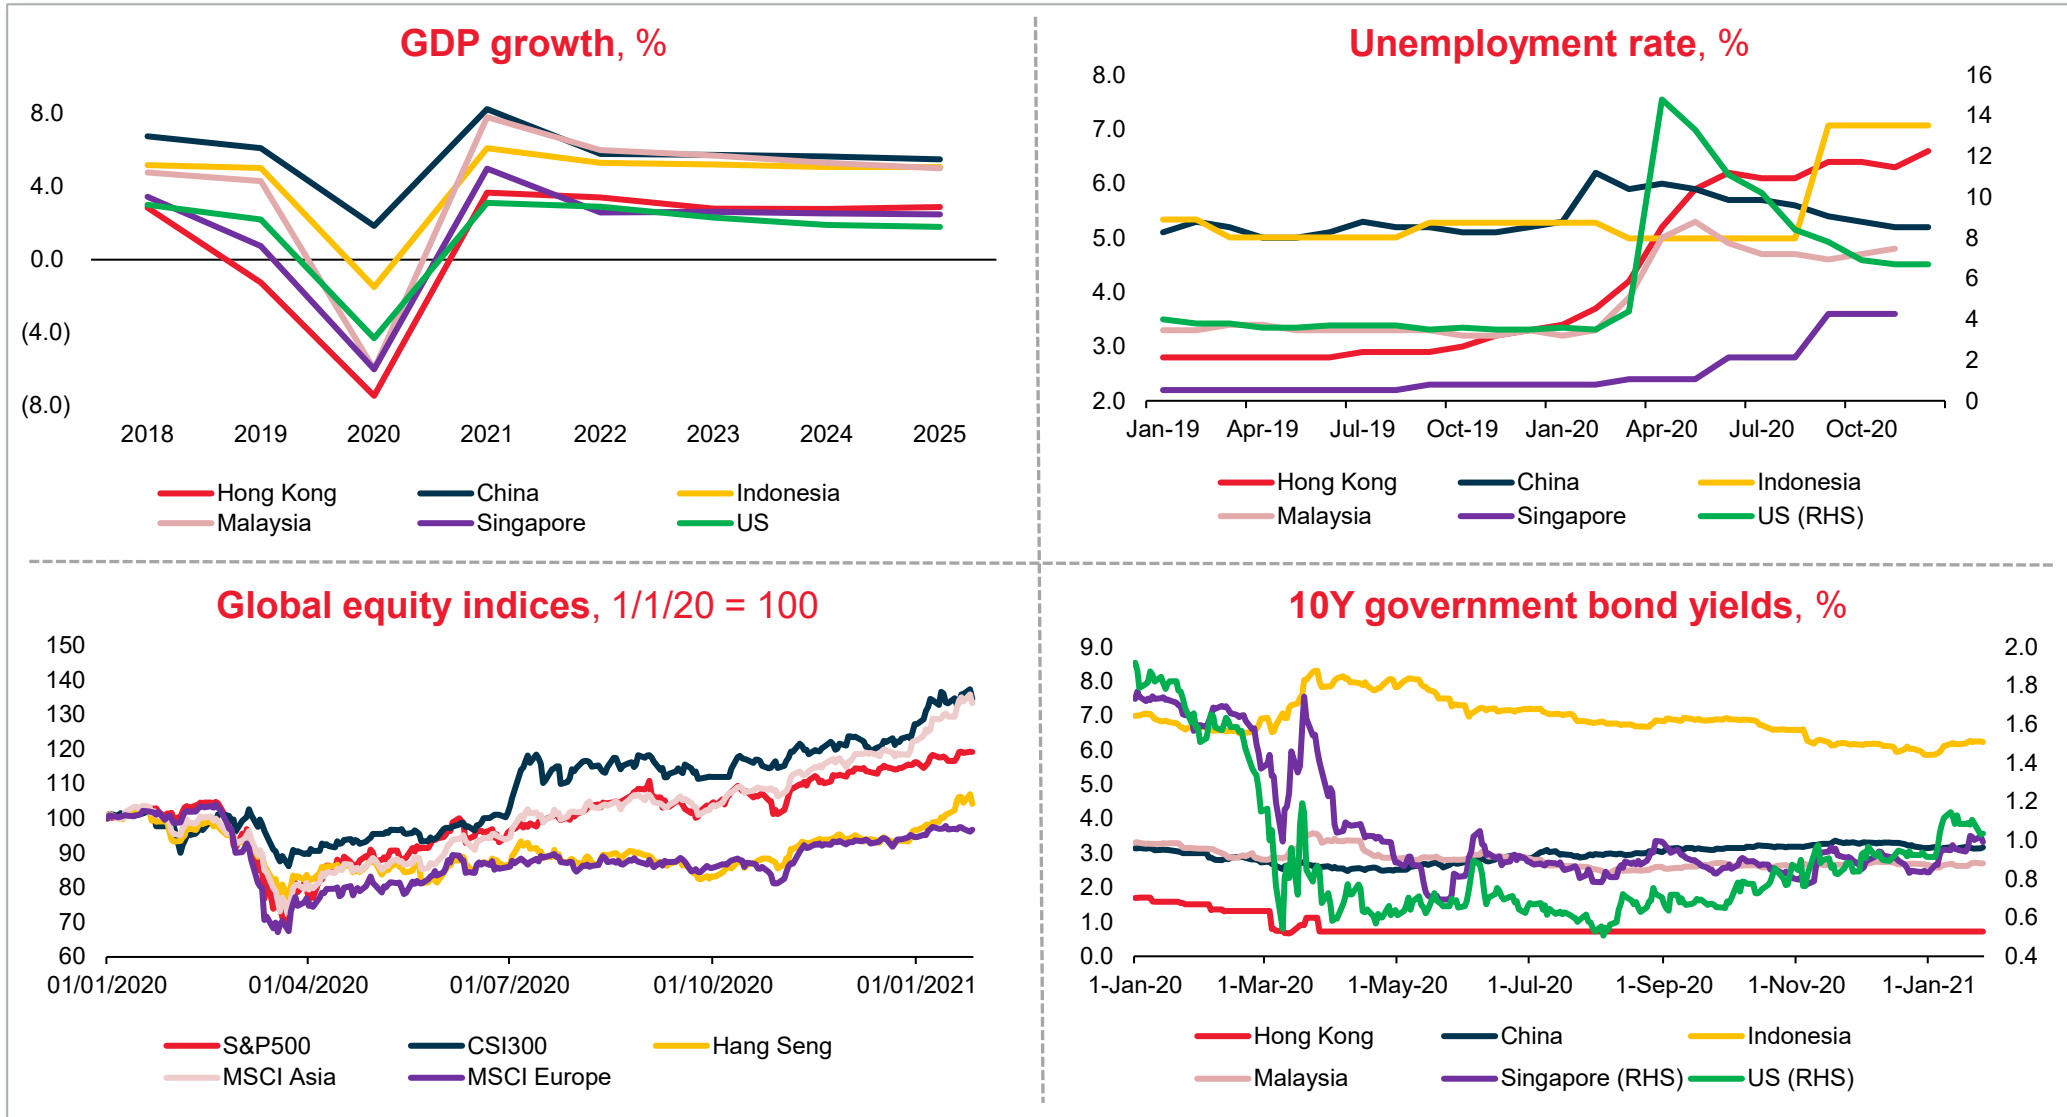 GDP growth, %
8.0
4.0
0.0
(4.0)
(8.0)
2018 2019 2020 2021 2022 2023 2024 2025
Hong Kong China Indonesia
Malaysia Singapore US
Unemployment rate, %
8.0 16
7.0 14
12
6.0 10
5.0 8
4.0 6
4
3.0 2
2.0 0
Jan-19 Apr-19 Jul-19 Oct-19 Jan-20 Apr-20 Jul-20 Oct-20
Hong Kong China Indonesia
Malaysia Singapore US (RHS)
Global equity indices, 1/1/20 = 100
150
140
130
120
110
100
90
80
70
60
01/01/2020 01/04/2020 01/07/2020 01/10/2020 01/01/2021
S&P500 CSI300 Hang Seng
MSCI Asia MSCI Europe
10Y government bond yields, %
9.0 2.0
8.0 1.8
7.0 1.6
6.0 1.4
5.0 1.2
4.0 1.0
3.0 0.8
2.0 0.6
1.0 0.4
0.0
1-Jan-20 1-Mar-20 1-May-20 1-Jul-20 1-Sep-20 1-Nov-20 1-Jan-21
Hong Kong China Indonesia
Malaysia Singapore (RHS) US (RHS)